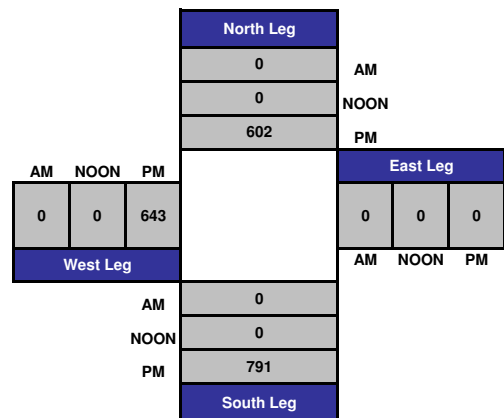 North Leg
0 AM
0 NOON
602 PM
AM NOON PM
East Leg
0 0 643
0 0 0
West Leg
AM NOON PM
AM 0
NOON 0
PM 791
South Leg